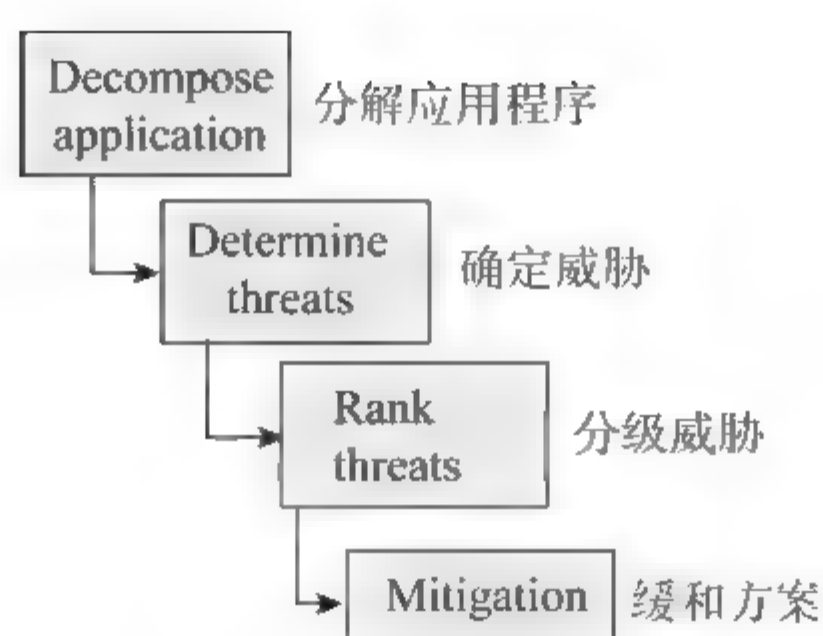 Decompose
application
分解应用程序
Determine
threats
确定威胁
Rank
threats
分级威胁
Mitigation
缓和方案